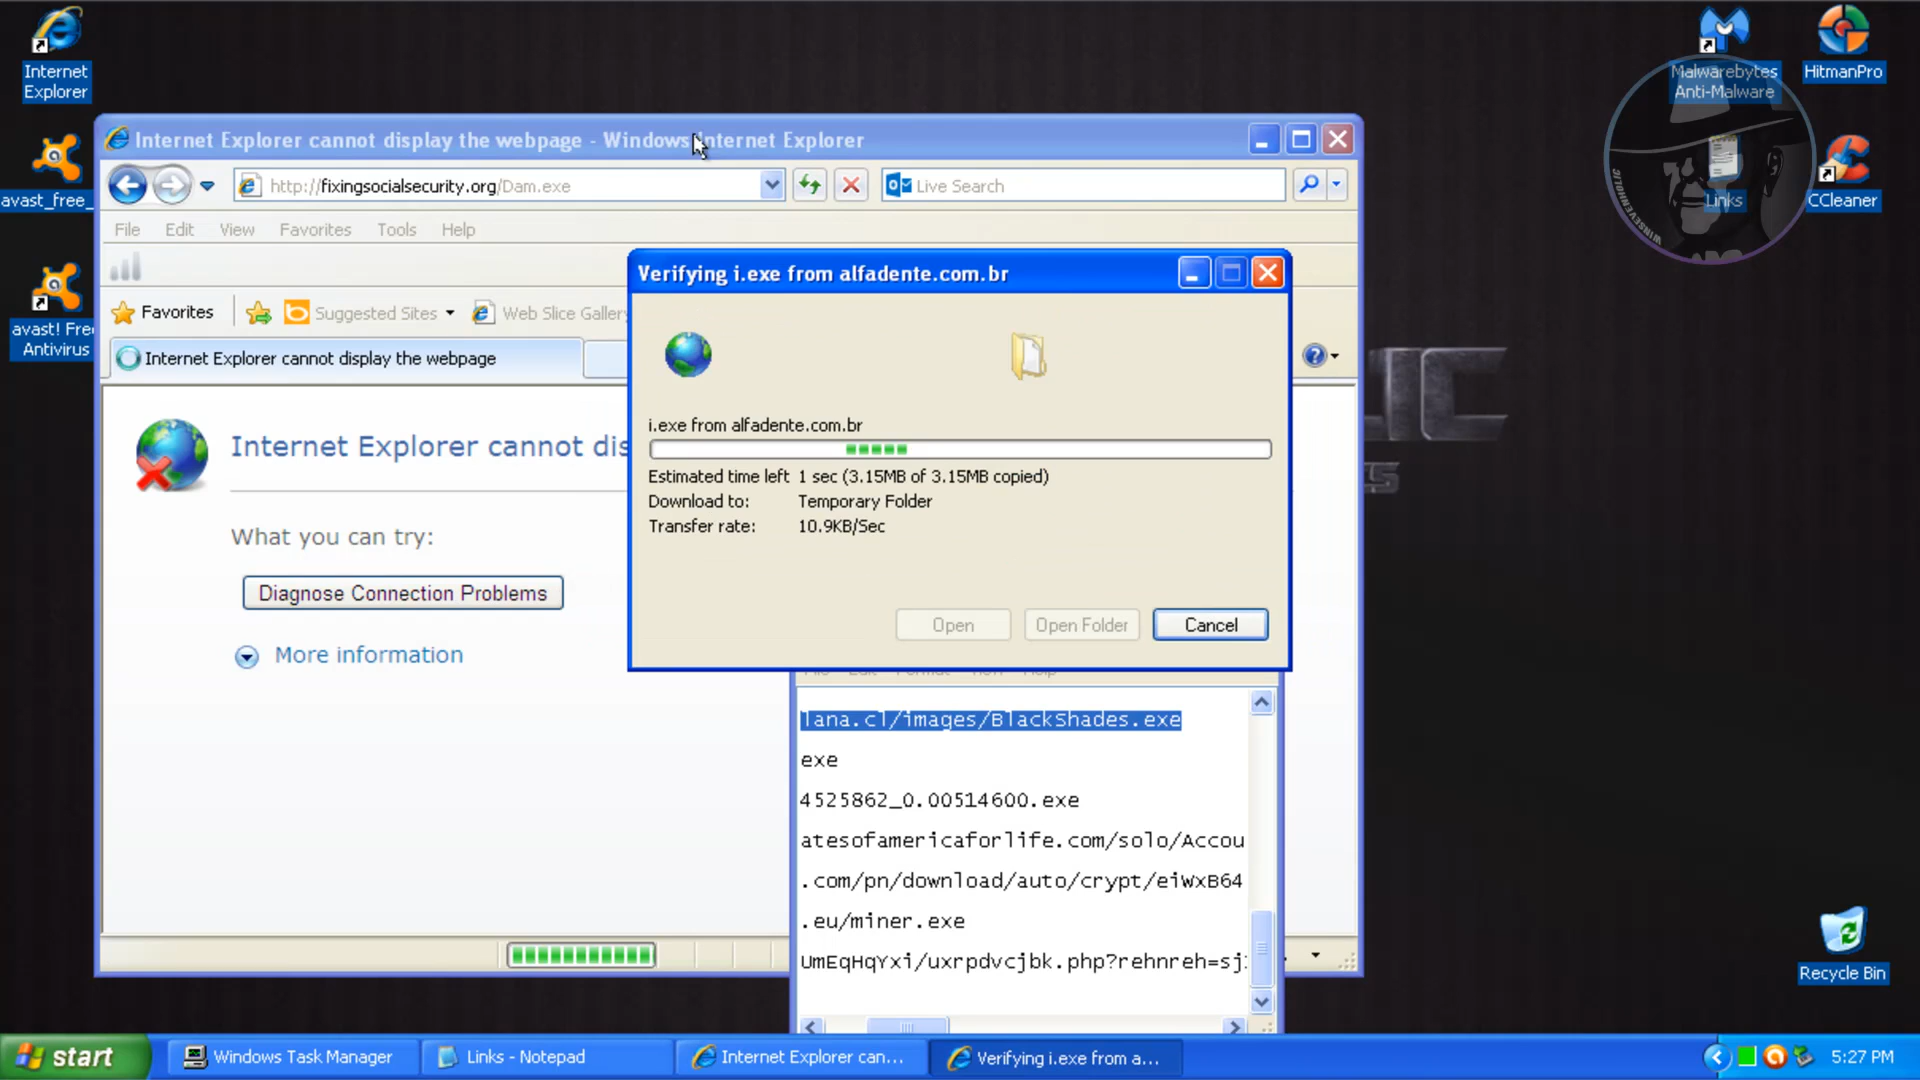 Internet
Explorer
avast_free_
avast! Fre
Antivirus
Malwarebytes
Anti-Malware
HitmanPro
Links
CCleaner
WINSEVENHOLIC
Internet Explorer cannot display the webpage - Windows Internet Explorer
http://fixingsocialsecurity.org/Dam.exe
Live Search
File Edit View Favorites Tools Help
Favorites
Suggested Sites
Web Slice Gallery
Internet Explorer cannot display the webpage
Internet Explorer cannot dis
What you can try:
Diagnose Connection Problems
More information
Verifying i.exe from alfadente.com.br
i.exe from alfadente.com.br
Estimated time left 1 sec (3.15MB of 3.15MB copied)
Download to: Temporary Folder
Transfer rate: 10.9KB/Sec
Open
Open Folder
Cancel
lana.cl/images/BlackShades.exe
exe
4525862_0.00514600.exe
atesofamericaforlife.com/solo/Accou
.com/pn/download/auto/crypt/eiWxB64
.eu/miner.exe
UmEqHqYxi/uxrpdvcjbk.php?rehnreh=sj
Recycle Bin
start
Windows Task Manager
Links - Notepad
Internet Explorer can...
Verifying i.exe from a...
5:27 PM